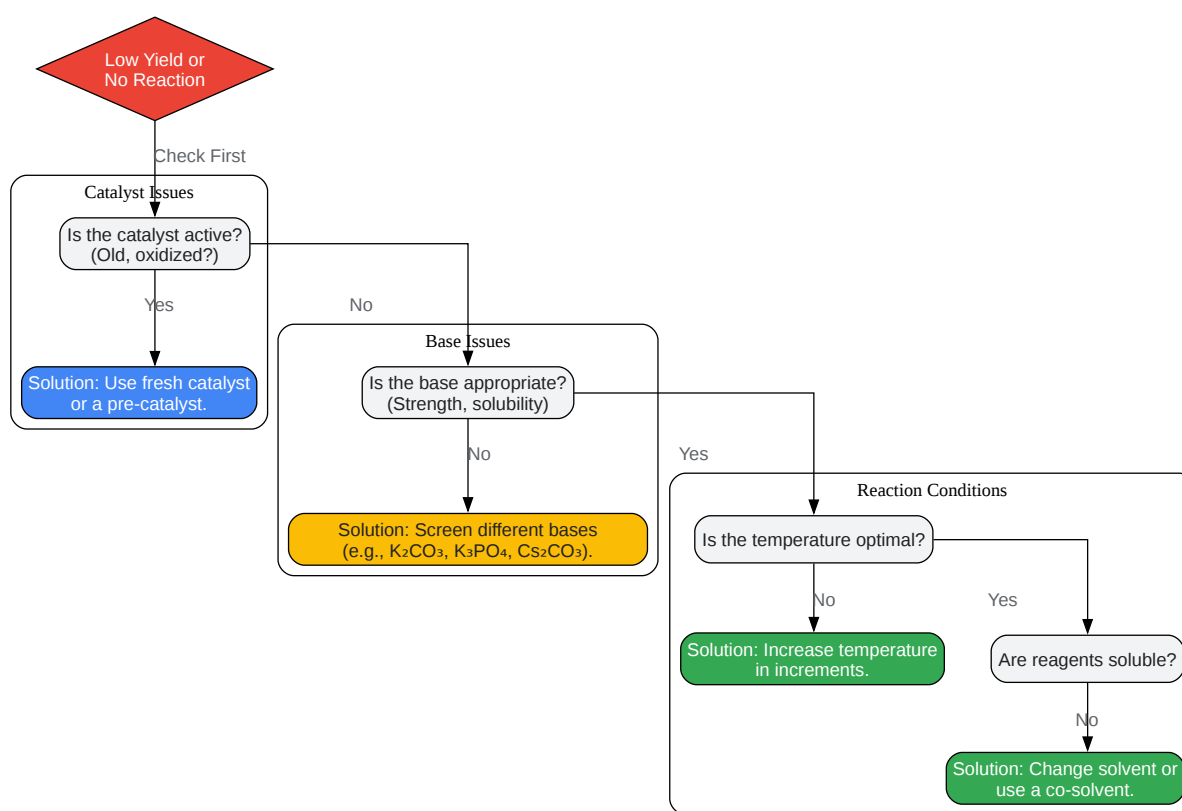 Low Yield or
No Reaction
Check First
Catalyst Issues
Is the catalyst active?
(Old, oxidized?)
Yes
No
Solution: Use fresh catalyst
or a pre-catalyst.
Base Issues
Is the base appropriate?
(Strength, solubility)
No
Yes
Solution: Screen different bases
(e.g., K₂CO₃, K₃PO₄, Cs₂CO₃).
Reaction Conditions
Is the temperature optimal?
No
Yes
Solution: Increase temperature
in increments.
Are reagents soluble?
No
Solution: Change solvent or
use a co-solvent.